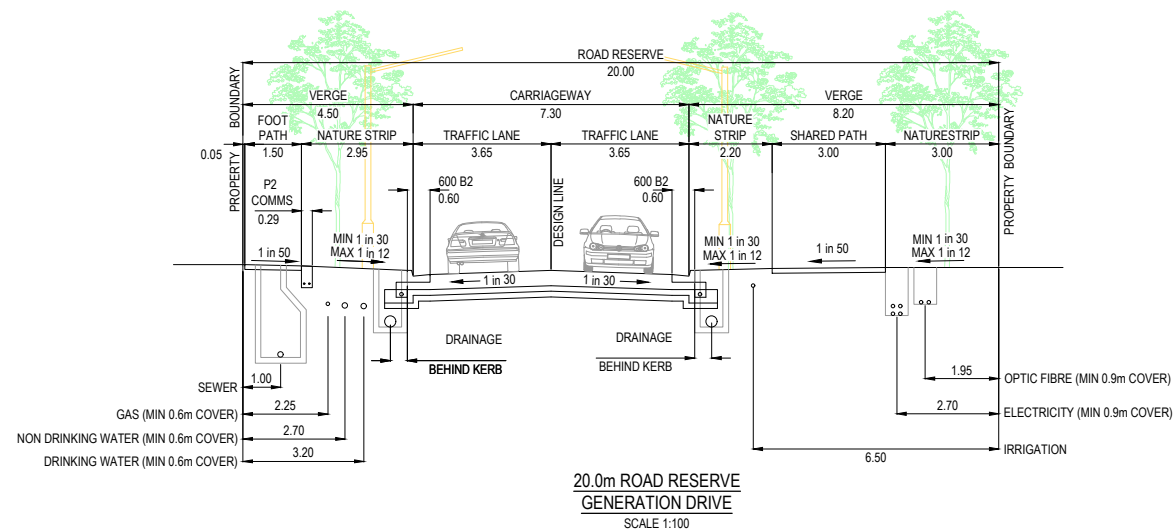 ROAD RESERVE
20.00
PROPERTY BOUNDARY
VERGE
4.50
CARRIAGEWAY
7.30
VERGE
8.20
0.05
FOOT
PATH
1.50
NATURE STRIP
2.95
TRAFFIC LANE
3.65
TRAFFIC LANE
3.65
NATURE
STRIP
2.20
SHARED PATH
3.00
NATURESTRIP
3.00
PROPERTY BOUNDARY
P2
COMMS
0.29
600 B2
0.60
DESIGN LINE
600 B2
0.60
1 in 50
MIN 1 in 30
MAX 1 in 12
1 in 30
1 in 30
MIN 1 in 30
MAX 1 in 12
1 in 50
MIN 1 in 30
MAX 1 in 12
DRAINAGE
BEHIND KERB
DRAINAGE
BEHIND KERB
1.00
SEWER
2.25
GAS (MIN 0.6m COVER)
2.70
NON DRINKING WATER (MIN 0.6m COVER)
3.20
DRINKING WATER (MIN 0.6m COVER)
1.95
OPTIC FIBRE (MIN 0.9m COVER)
2.70
ELECTRICITY (MIN 0.9m COVER)
6.50
IRRIGATION
20.0m ROAD RESERVE
GENERATION DRIVE
SCALE 1:100